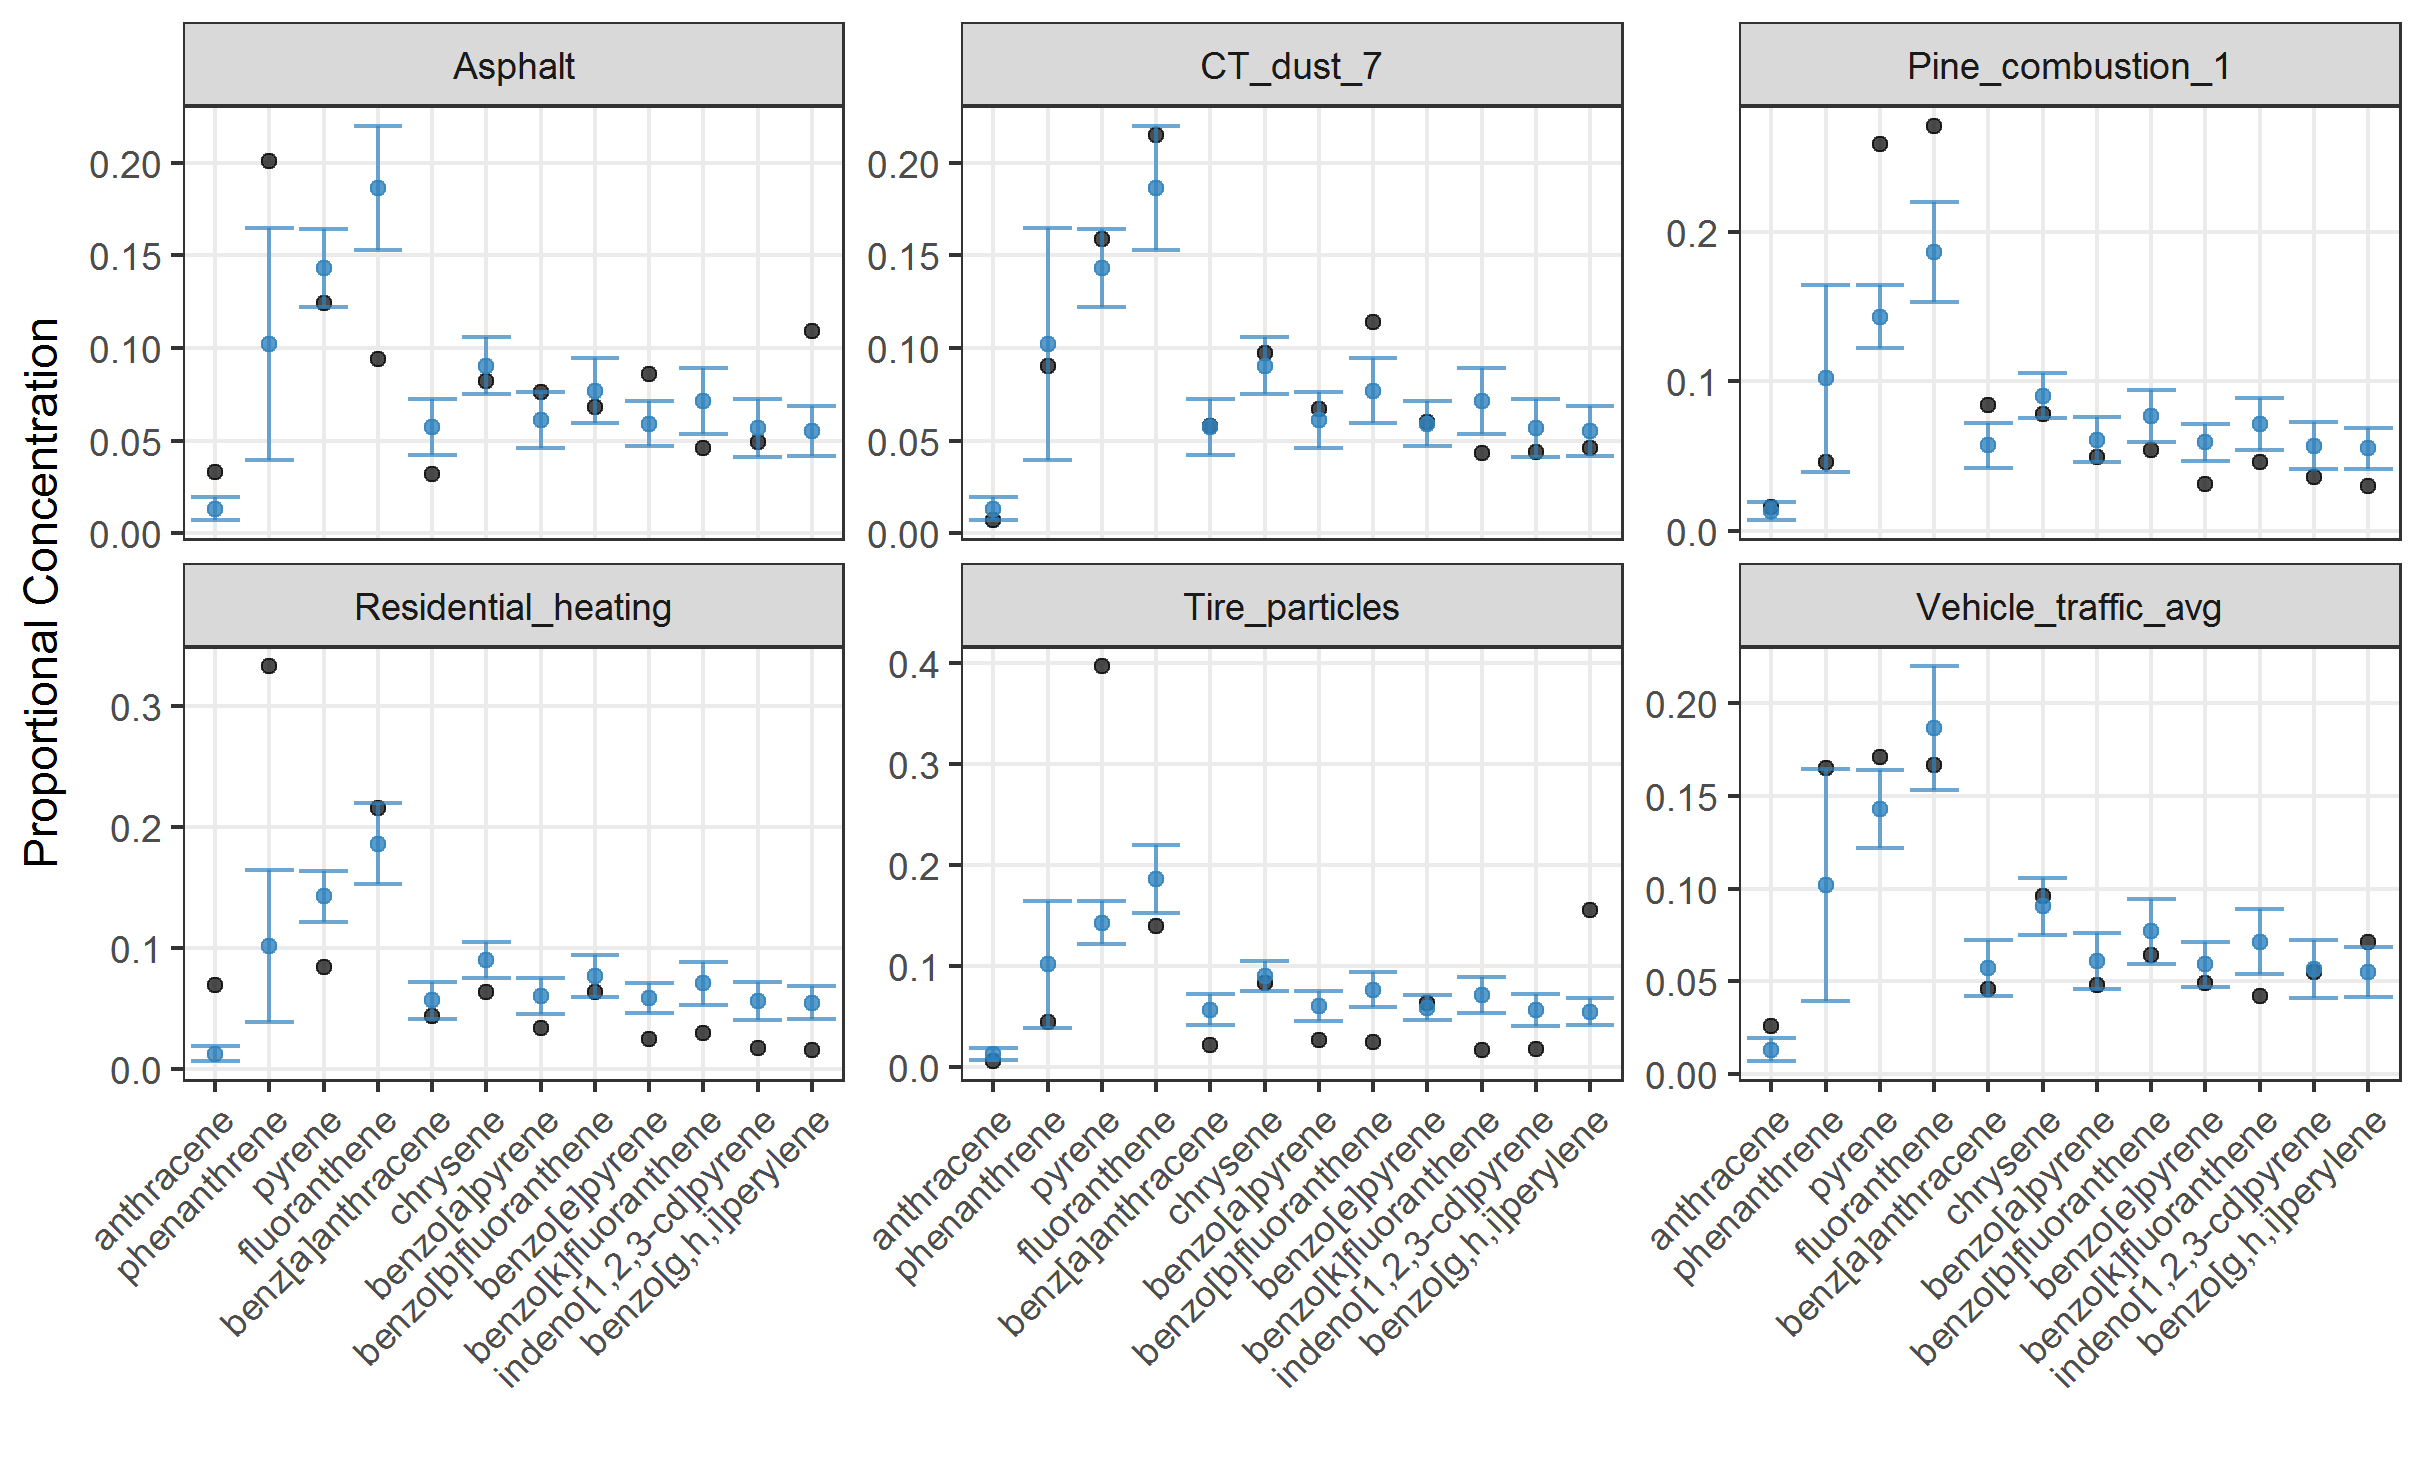 Asphalt
CT_dust_7
Pine_combustion_1
0.20
0.15
0.10
0.05
0.00
0.20
0.15
0.10
0.05
0.00
0.2
0.1
0.0
Proportional Concentration
Residential_heating
Tire_particles
Vehicle_traffic_avg
0.3
0.2
0.1
0.0
0.4
0.3
0.2
0.1
0.0
0.20
0.15
0.10
0.05
0.00
anthracene
phenanthrene
pyrene
fluoranthene
benz[a]anthracene
chrysene
benzo[a]pyrene
benzo[b]fluoranthene
benzo[e]pyrene
benzo[k]fluoranthene
indeno[1,2,3-cd]pyrene
benzo[g,h,i]perylene
anthracene
phenanthrene
pyrene
fluoranthene
benz[a]anthracene
chrysene
benzo[a]pyrene
benzo[b]fluoranthene
benzo[e]pyrene
benzo[k]fluoranthene
indeno[1,2,3-cd]pyrene
benzo[g,h,i]perylene
anthracene
phenanthrene
pyrene
fluoranthene
benz[a]anthracene
chrysene
benzo[a]pyrene
benzo[b]fluoranthene
benzo[e]pyrene
benzo[k]fluoranthene
indeno[1,2,3-cd]pyrene
benzo[g,h,i]perylene